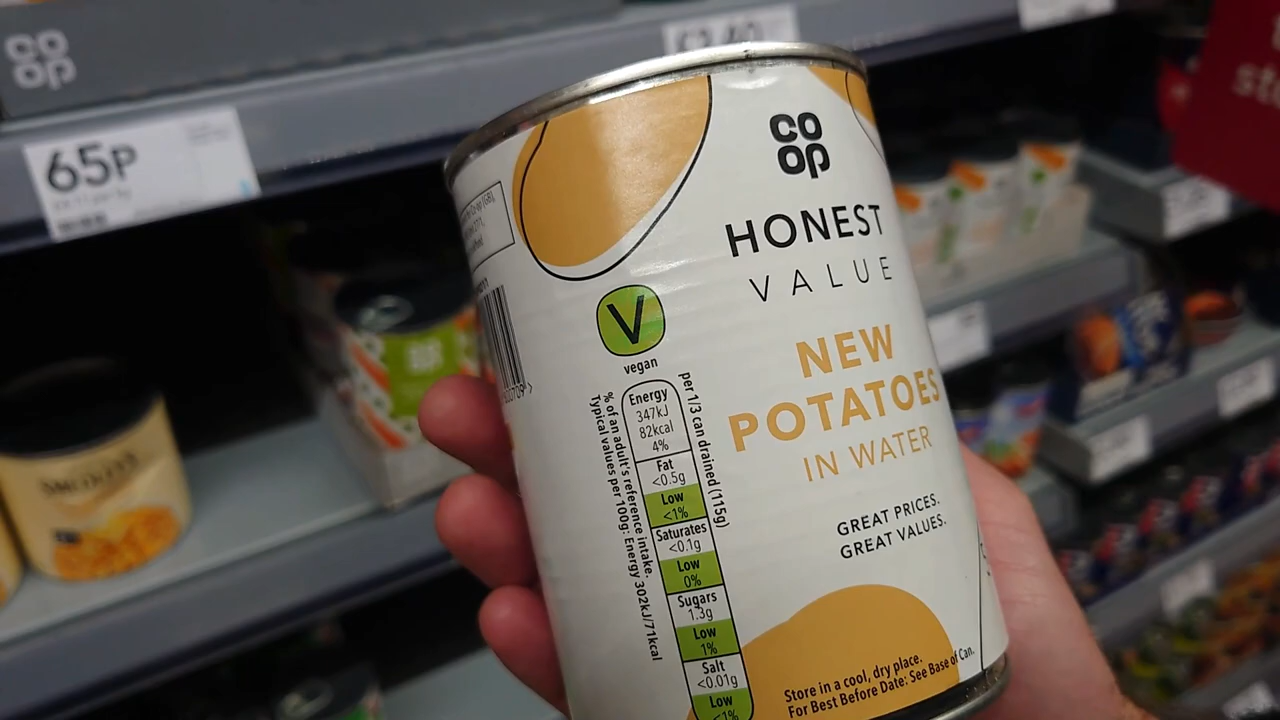 CO
OP
65P
CO
OP
HONEST
VALUE
NEW
POTATOES
IN WATER
GREAT PRICES.
GREAT VALUES.
V
vegan
per 1/3 can drained (115g)
Energy
347kJ
82kcal
4%
Fat
<0.5g
Low
<1%
Saturates
<0.1g
Low
0%
Sugars
1.3g
Low
1%
Salt
<0.01g
Low
<1%
% of an adult's reference intake.
Typical values per 100g: Energy 302kJ/71kcal
Store in a cool, dry place.
For Best Before Date: See Base of Can.